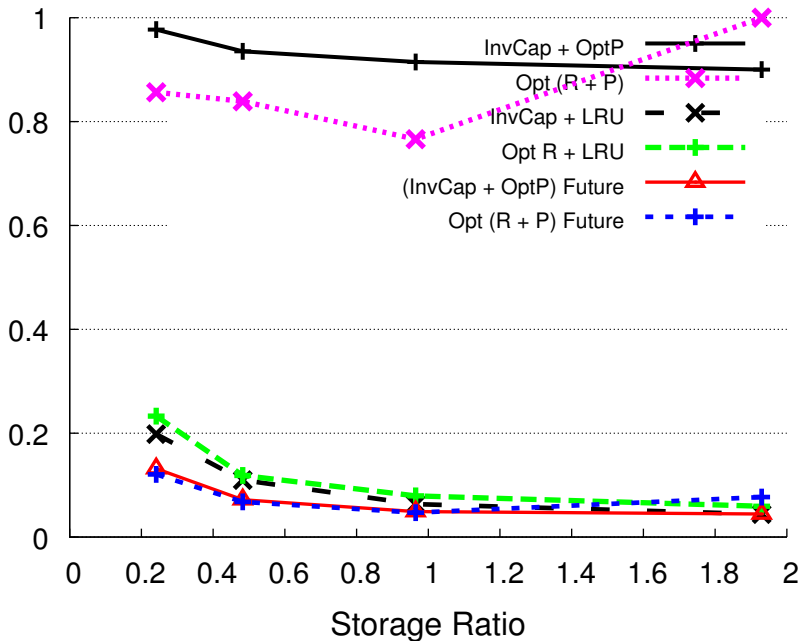 1
0.8
0.6
0.4
0.2
0
InvCap + OptP
Opt (R + P)
InvCap + LRU
Opt R + LRU
(InvCap + OptP) Future
Opt (R + P) Future
0 0.2 0.4 0.6 0.8 1 1.2 1.4 1.6 1.8 2
Storage Ratio